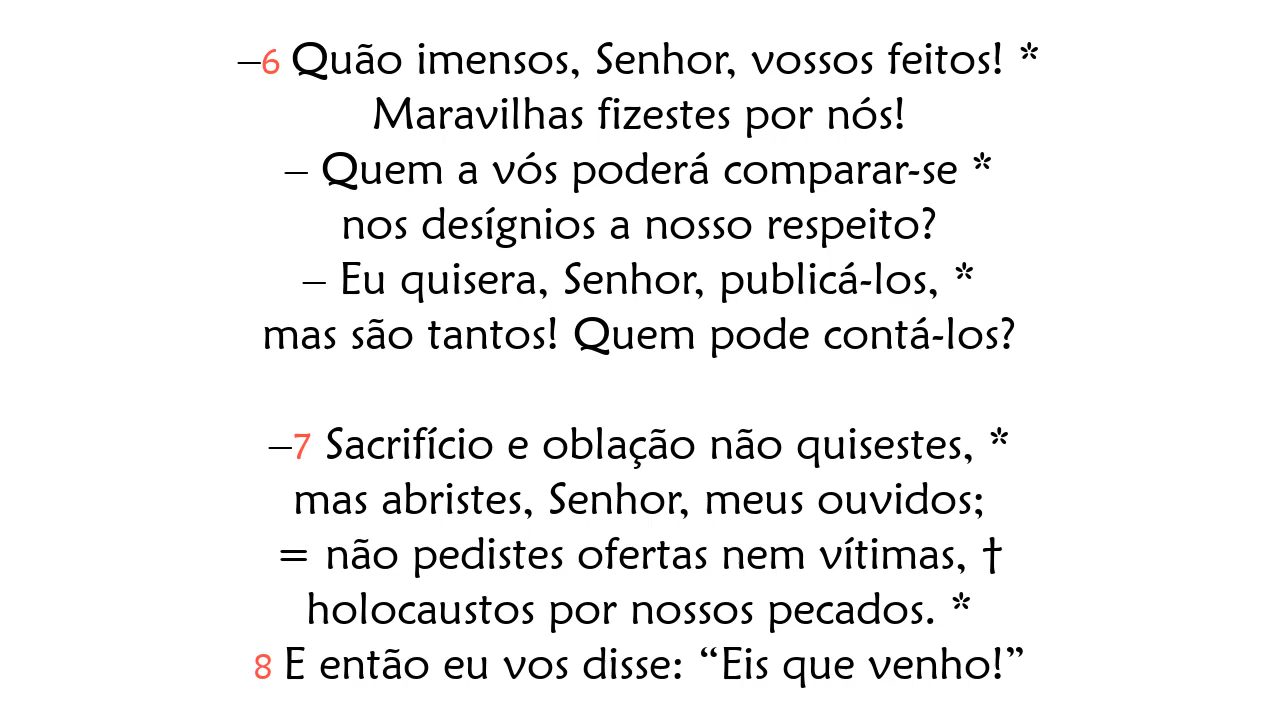 –6 Quão imensos, Senhor, vossos feitos! *
Maravilhas fizestes por nós!
– Quem a vós poderá comparar-se *
nos desígnios a nosso respeito?
– Eu quisera, Senhor, publicá-los, *
mas são tantos! Quem pode contá-los?
–7 Sacrifício e oblação não quisestes, *
mas abristes, Senhor, meus ouvidos;
= não pedistes ofertas nem vítimas, †
holocaustos por nossos pecados. *
8 E então eu vos disse: “Eis que venho!”